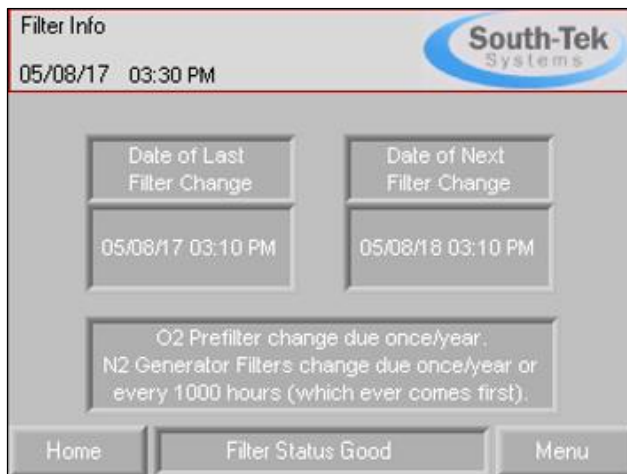 Filter Info
South-Tek
Systems
05/08/17 03:30 PM
Date of Last
Filter Change
Date of Next
Filter Change
05/08/17 03:10 PM
05/08/18 03:10 PM
O2 Prefilter change due once/year.
N2 Generator Filters change due once/year or
every 1000 hours (which ever comes first).
Home
Filter Status Good
Menu